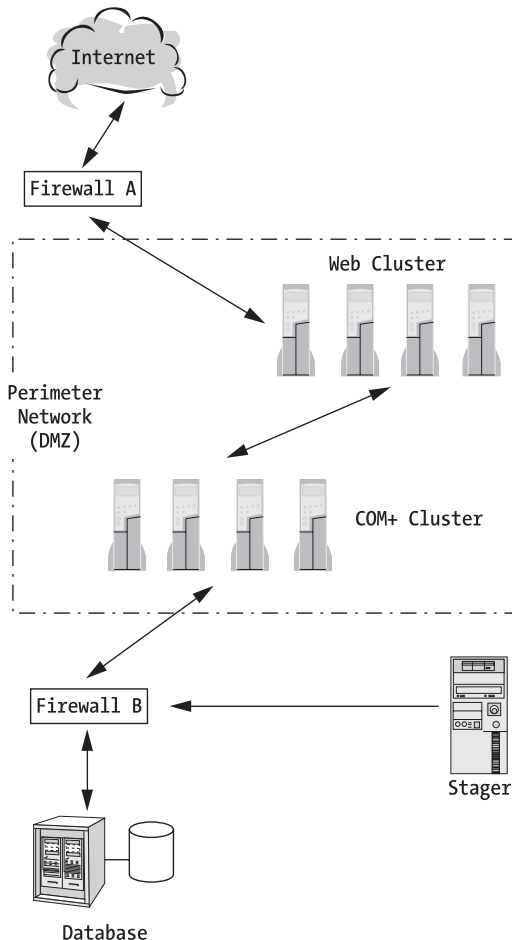 Internet
Firewall A
Web Cluster
Perimeter
Network
(DMZ)
COM+ Cluster
Firewall B
Stager
Database